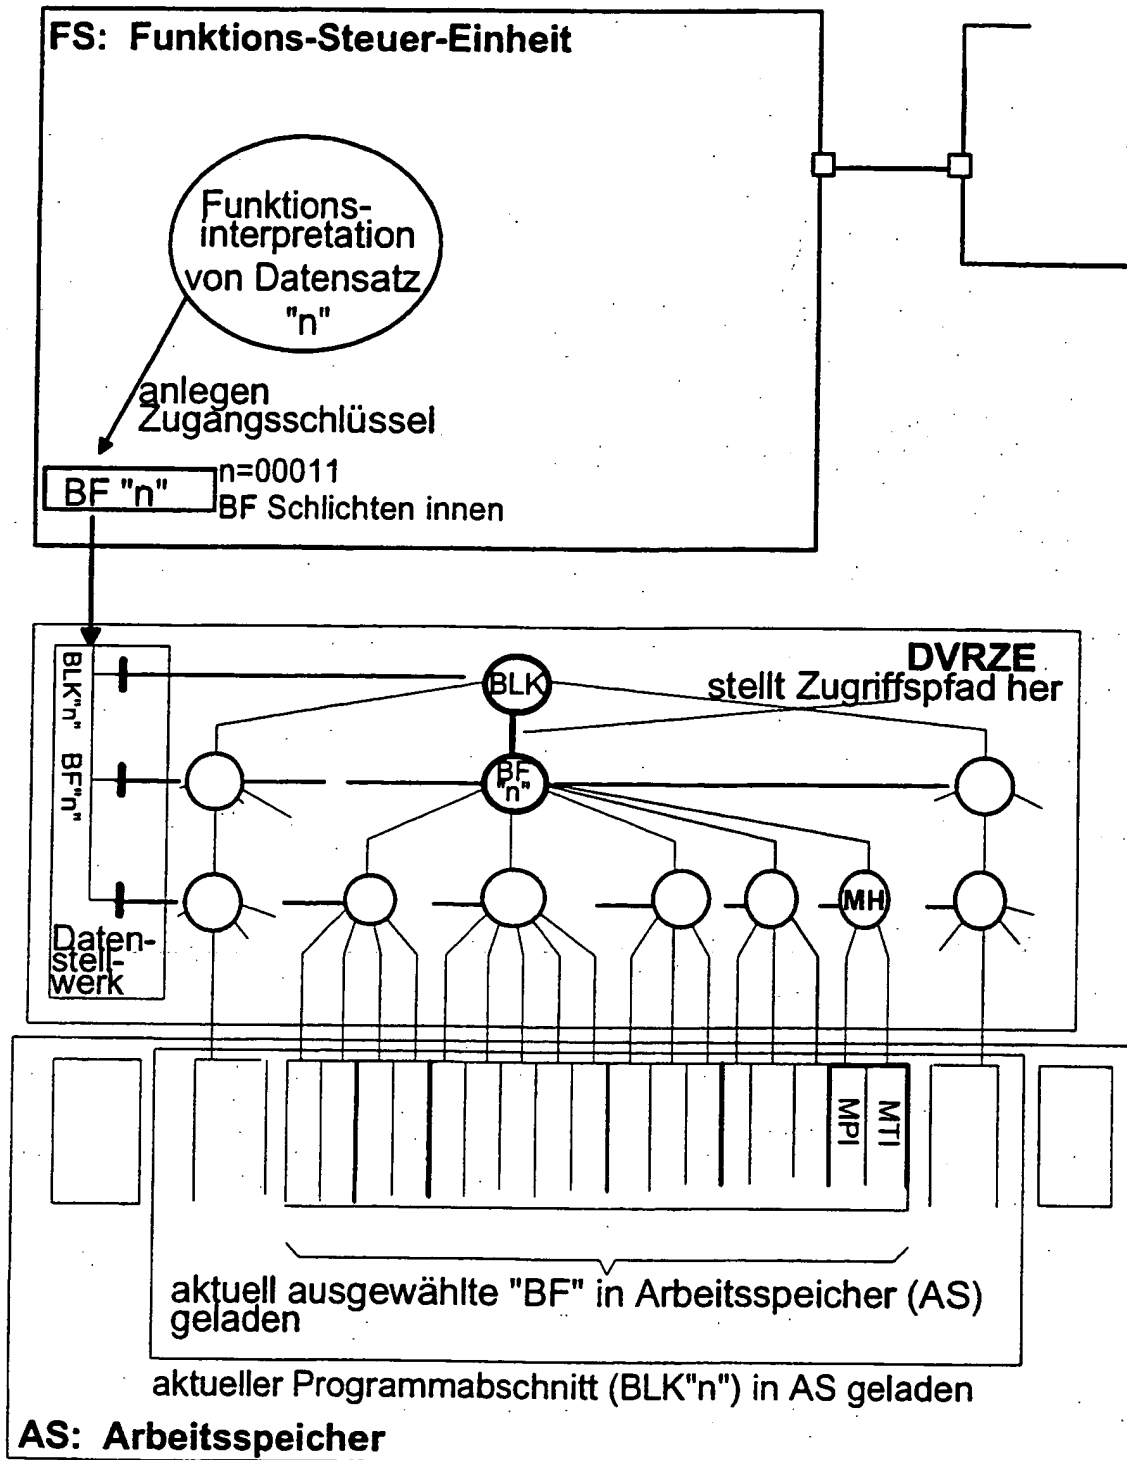 FS: Funktions-Steuer-Einheit
Funktions-
interpretation
von Datensatz
"n"
anlegen
Zugangsschlüssel
BF "n"
n=00011
BF Schlichten innen
DVRZE
stellt Zugriffspfad her
BLK"n"
BF"n"
BLK
BF
"n"
MH
Daten-
stell-
werk
MPI
MTI
aktuell ausgewählte "BF" in Arbeitsspeicher (AS)
geladen
aktueller Programmabschnitt (BLK"n") in AS geladen
AS: Arbeitsspeicher